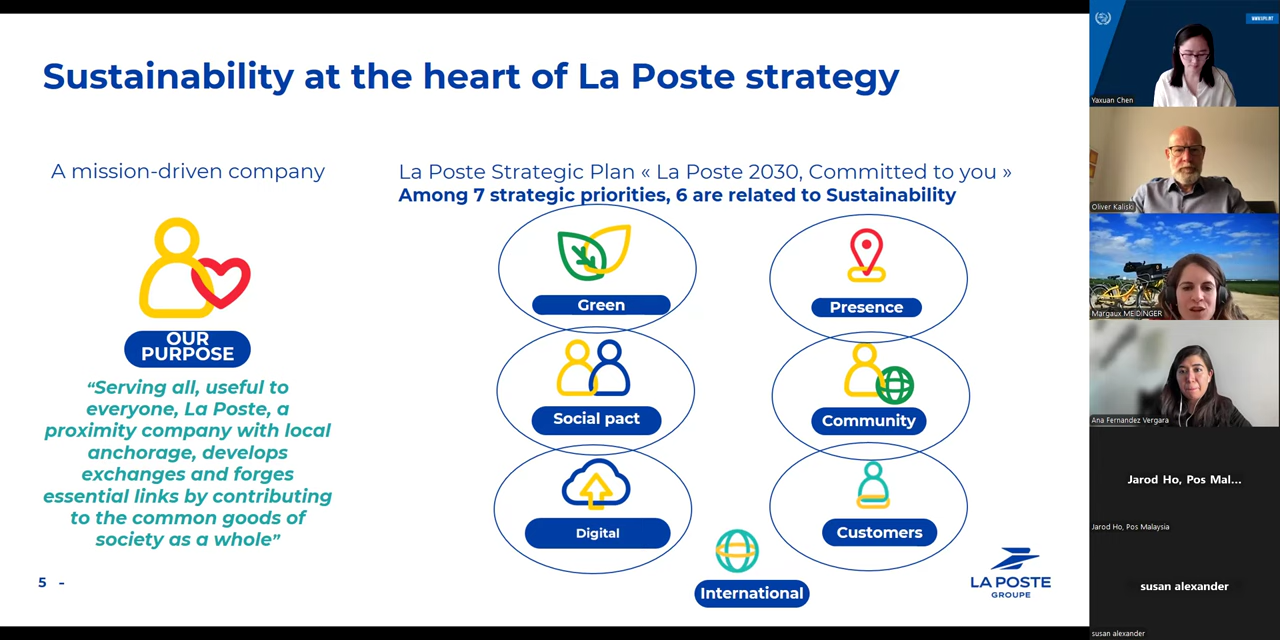 Sustainability at the heart of La Poste strategy
A mission-driven company
OUR
PURPOSE
“Serving all, useful to
everyone, La Poste, a
proximity company with local
anchorage, develops
exchanges and forges
essential links by contributing
to the common goods of
society as a whole”
La Poste Strategic Plan « La Poste 2030, Committed to you »
Among 7 strategic priorities, 6 are related to Sustainability
Green
Presence
Social pact
Community
Digital
Customers
International
5 -
LA POSTE
GROUPE
WWW.UPU.INT
Yaxuan Chen
Oliver Kaliski
Margaux MEIDINGER
Ana Fernandez Vergara
Jarod Ho, Pos Mal...
Jarod Ho, Pos Malaysia
susan alexander
susan alexander